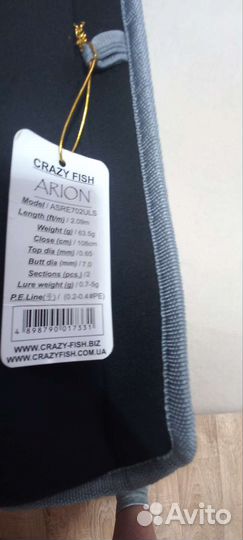 CRAZY FISH
ARION
Model / ASRE702ULS
Length (ft/m) / 2.09m
Weight (g) / 63.5g
Close (cm) / 108cm
Top dia (mm) / 0.65
Butt dia (mm) / 7.0
Sections (pcs.) / 2
Lure weight (g) / 0.7-5g
P.E.Line(号) / (0.2-0.4#PE)
4 898790 017331
WWW.CRAZY-FISH.BIZ
WWW.CRAZYFISH.COM.UA
Avito